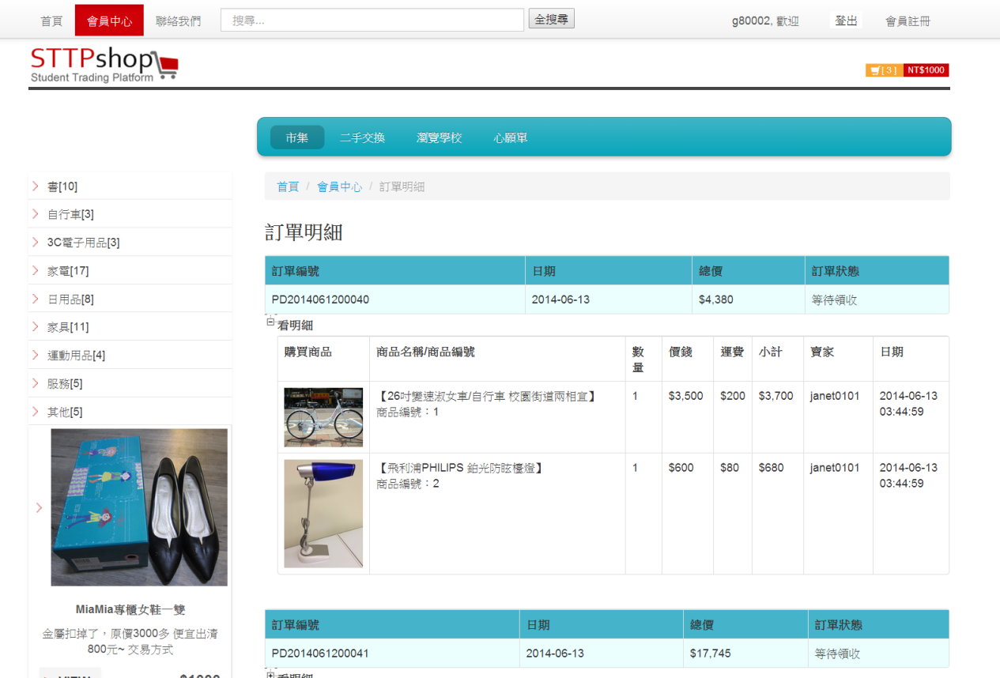 首頁 會員中心 聯絡我們 搜尋... 全搜尋 g80002, 歡迎 登出 會員註冊
STTPshop
Student Trading Platform
[ 3 ] NT$1000
市集 二手交換 瀏覽學校 心願單
書[10]
自行車[3]
3C電子用品[3]
家電[17]
日用品[8]
家具[11]
運動用品[4]
服務[5]
其他[5]
MiaMia專櫃女鞋一雙
金屬扣掉了，原價3000多 便宜出清
800元~ 交易方式
VIEW $1000
首頁 / 會員中心 / 訂單明細
訂單明細
訂單編號 日期 總價 訂單狀態
PD2014061200040 2014-06-13 $4,380 等待領收
看明細
購買商品 商品名稱/商品編號 數量 價錢 運費 小計 賣家 日期
【26吋變速淑女車/自行車 校園街道兩相宜】 1 $3,500 $200 $3,700 janet0101 2014-06-13
商品編號：1 03:44:59
【飛利浦PHILIPS 鉑光防眩檯燈】 1 $600 $80 $680 janet0101 2014-06-13
商品編號：2 03:44:59
訂單編號 日期 總價 訂單狀態
PD2014061200041 2014-06-13 $17,745 等待領收
看明細